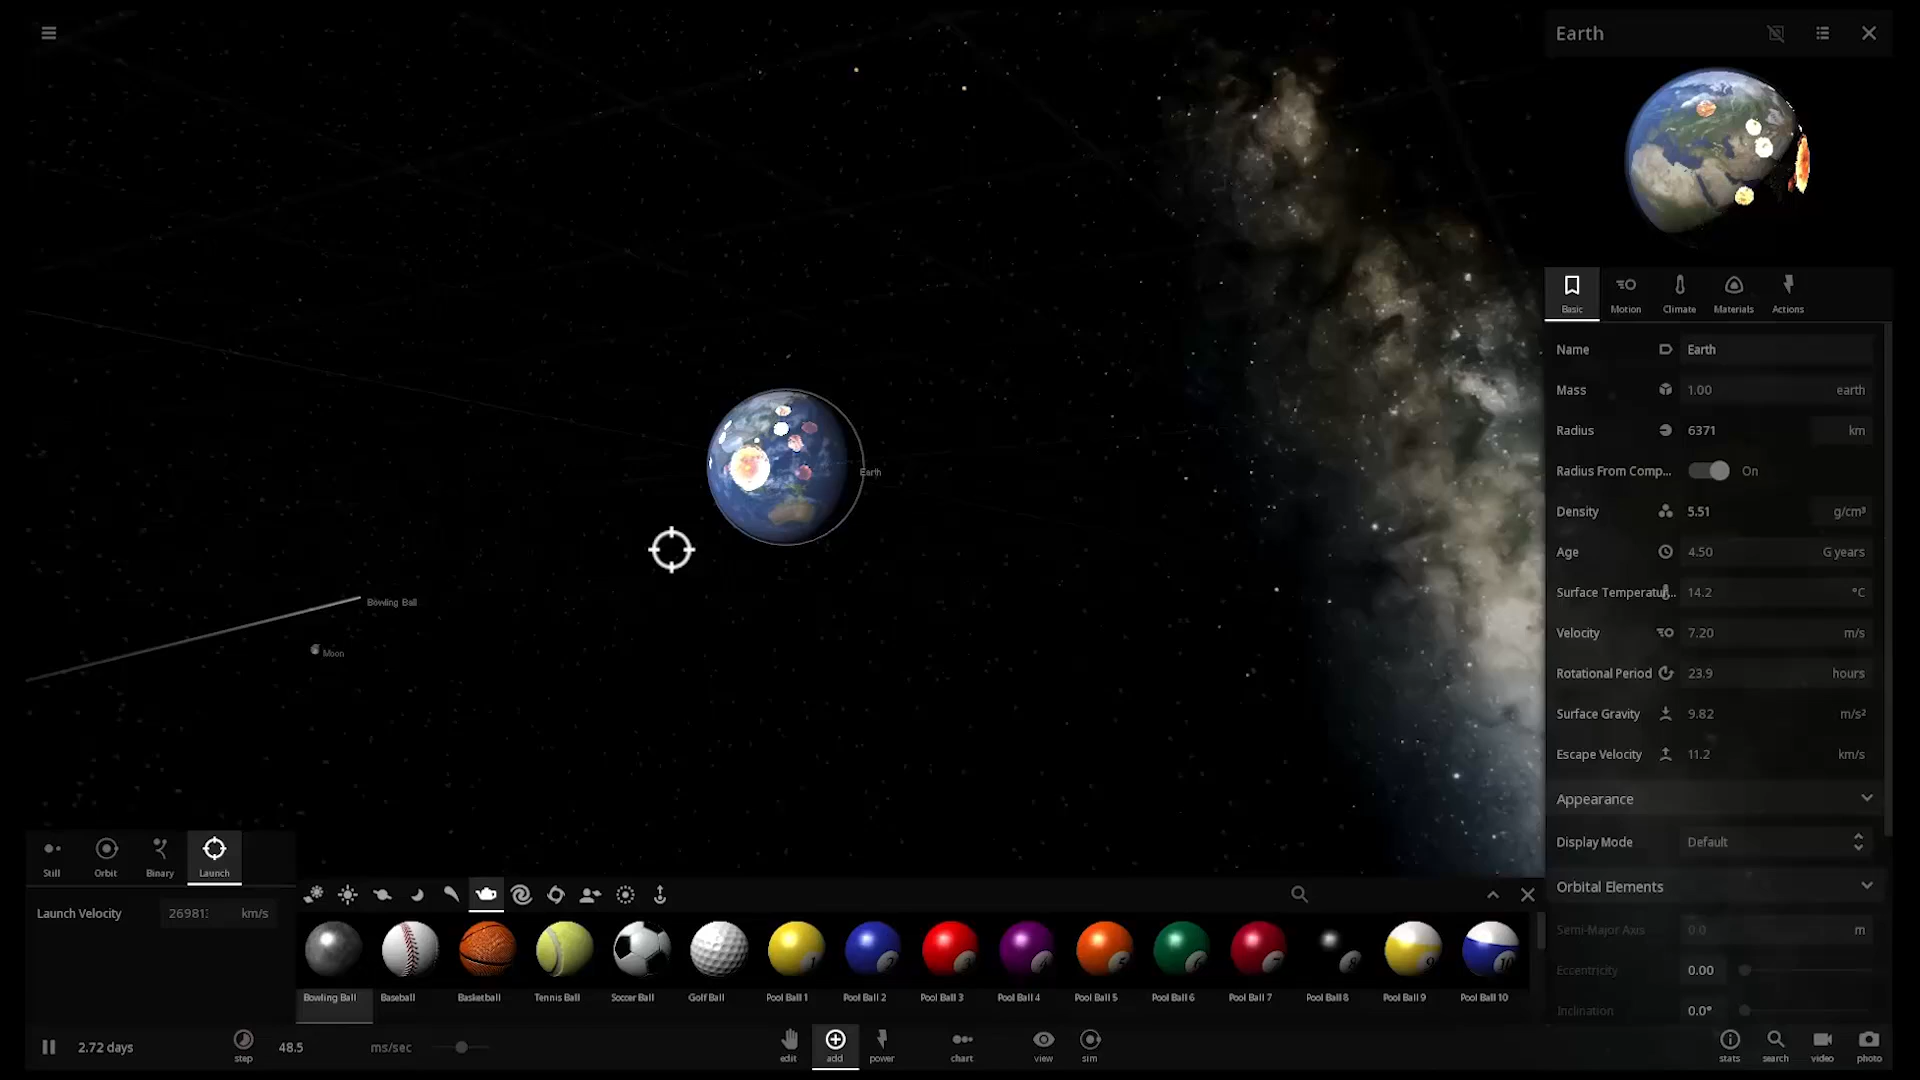 Earth
Basic
Motion
Climate
Materials
Actions
Name Earth
Mass 1.00 earth
Radius 6371 km
Radius From Comp... On
Density 5.51 g/cm³
Age 4.50 G years
Surface Temperatur... 14.2 °C
Velocity 7.20 m/s
Rotational Period 23.9 hours
Surface Gravity 9.82 m/s²
Escape Velocity 11.2 km/s
Appearance
Display Mode Default
Orbital Elements
Semi-Major Axis 0.0 m
Eccentricity 0.00
Inclination 0.0°
Earth
Bowling Ball
Moon
Still
Orbit
Binary
Launch
Launch Velocity km/s
Bowling Ball
Baseball
Basketball
Tennis Ball
Soccer Ball
Golf Ball
Pool Ball 1
Pool Ball 2
Pool Ball 3
Pool Ball 4
Pool Ball 5
Pool Ball 6
Pool Ball 7
Pool Ball 8
Pool Ball 9
Pool Ball 10
2.72 days
step
48.5 ms/sec
edit
add
power
chart
view
sim
stats
search
video
photo